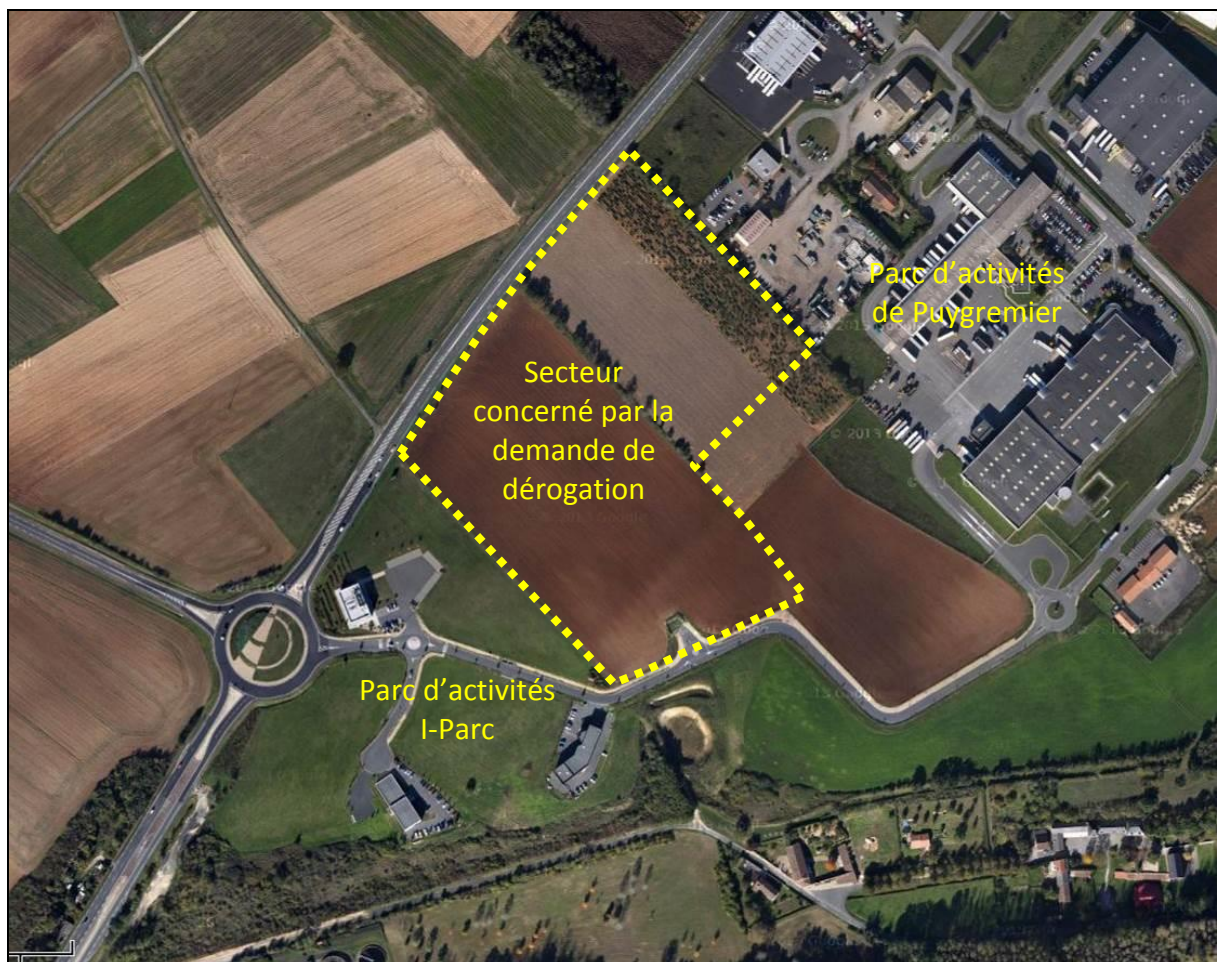 Parc d’activités
de Puygremier
Secteur
concerné par la
demande de
dérogation
Parc d’activités
I-Parc